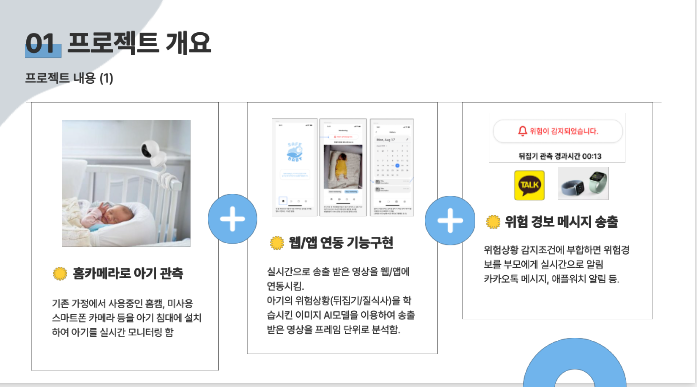 01 프로젝트 개요
프로젝트 내용 (1)
홈카메라로 아기 관측
기존 가정에서 사용중인 홈캠, 미사용
스마트폰 카메라 등을 아기 침대에 설치
하여 아기를 실시간 모니터링 함
웹/앱 연동 기능구현
실시간으로 송출 받은 영상을 웹/앱에
연동시킴.
아기의 위험상황(뒤집기/질식사)을 학
습시킨 이미지 AI모델을 이용하여 송출
받은 영상을 프레임 단위로 분석함.
위험이 감지되었습니다.
뒤집기 관측 경과시간 00:13
TALK
위험 경보 메시지 송출
위험상황 감지조건에 부합하면 위험경
보를 부모에게 실시간으로 알림
카카오톡 메시지, 애플워치 알림 등.